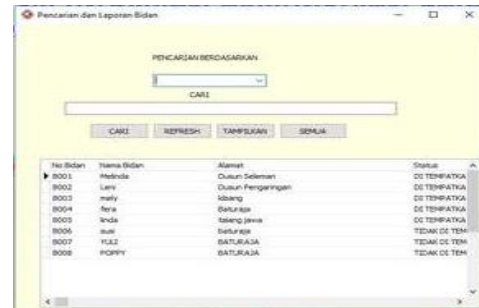 Pencarian dan Laporan Bidan
PENCARIAN BERDASARKAN
CARI
CARI REFRESH TAMPILKAN SEMUA
No Bidan Nama Bidan Alamat Status
B001 Melinda Dusun Seleman DI TEMPATKA
B002 Leni Dusun Pengaringan DI TEMPATKA
B003 mely kibang DI TEMPATKA
B004 fera Baturaja DI TEMPATKA
B005 linda talang jawa DI TEMPATKA
B006 susi baturaja TIDAK DI TEM
B007 YULI BATURAJA TIDAK DI TEM
B008 POPPY BATURAJA TIDAK DI TEM